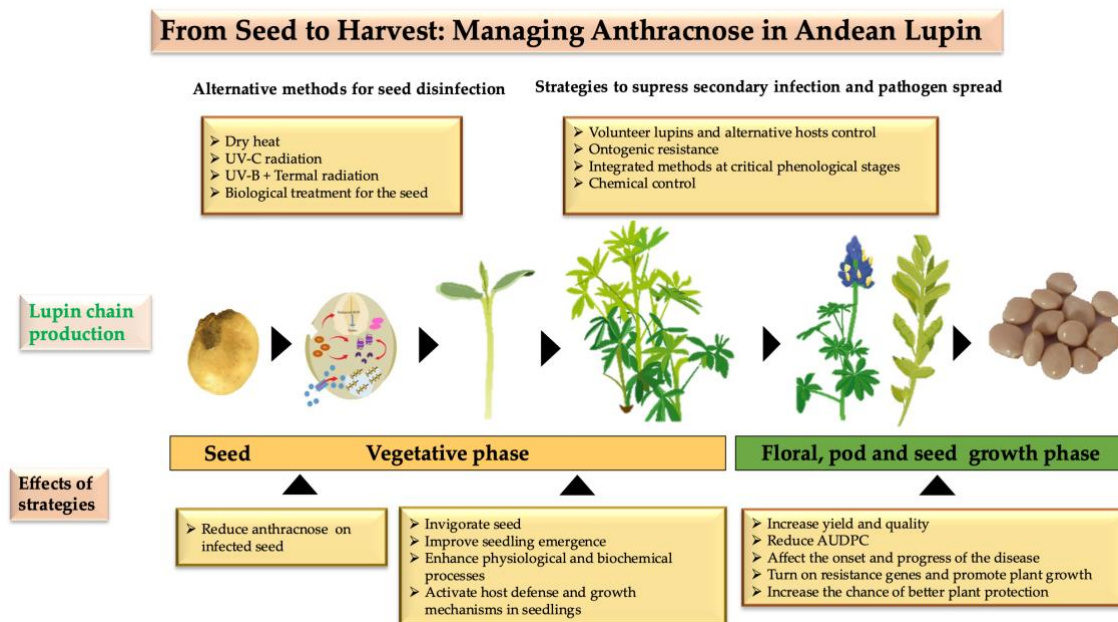 From Seed to Harvest: Managing Anthracnose in Andean Lupin
Alternative methods for seed disinfection
➢ Dry heat
➢ UV-C radiation
➢ UV-B + Termal radiation
➢ Biological treatment for the seed
Strategies to supress secondary infection and pathogen spread
➢ Volunteer lupins and alternative hosts control
➢ Ontogenic resistance
➢ Integrated methods at critical phenological stages
➢ Chemical control
Lupin chain
production
Seed
Vegetative phase
Floral, pod and seed growth phase
Effects of
strategies
➢ Reduce anthracnose on
infected seed
➢ Invigorate seed
➢ Improve seedling emergence
➢ Enhance physiological and biochemical
processes
➢ Activate host defense and growth
mechanisms in seedlings
➢ Increase yield and quality
➢ Reduce AUDPC
➢ Affect the onset and progress of the disease
➢ Turn on resistance genes and promote plant growth
➢ Increase the chance of better plant protection